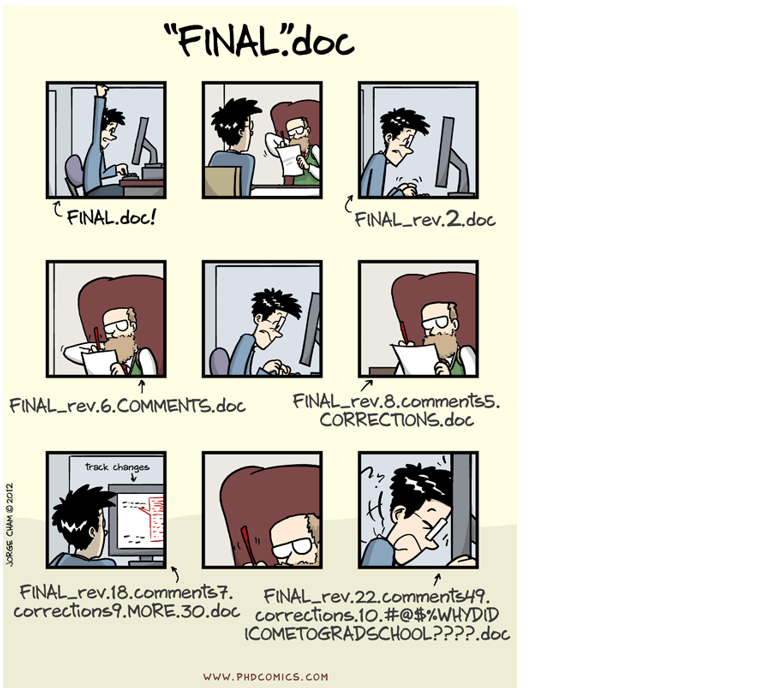 "FINAL".doc
FINAL.doc!
FINAL_rev.2.doc
FINAL_rev.6.COMMENTS.doc
FINAL_rev.8.comments5.
CORRECTIONS.doc
track changes
FINAL_rev.18.comments7.
corrections9.MORE.30.doc
FINAL_rev.22.comments49.
corrections.10.#@$%WHYDID
ICOMETOGRADSCHOOL????.doc
JORGE CHAM © 2012
WWW.PHDCOMICS.COM